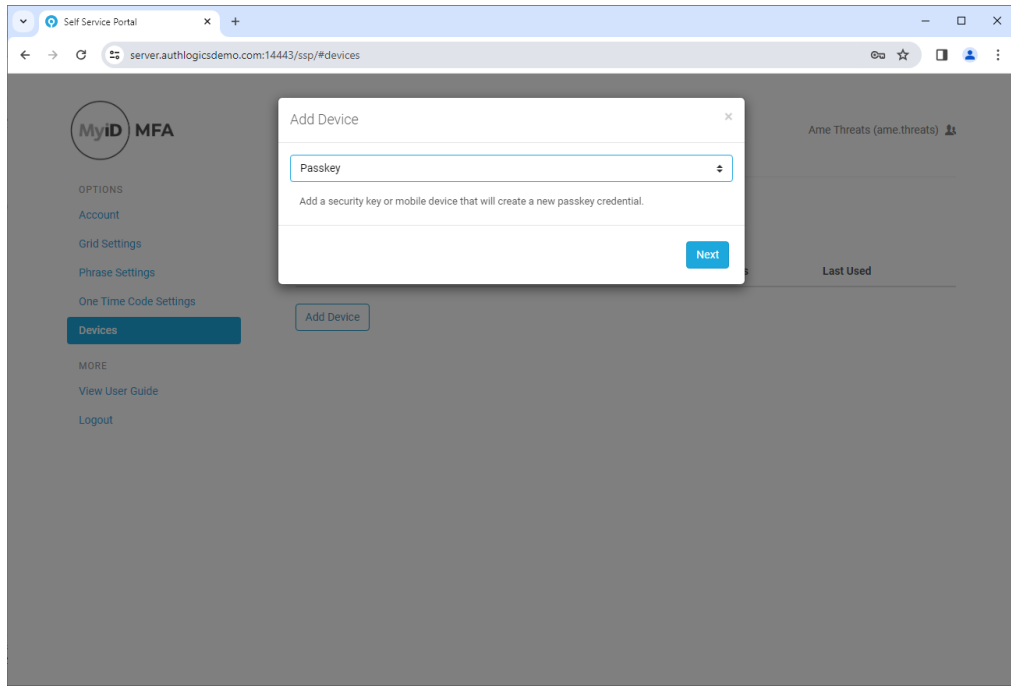 Self Service Portal
server.authlogicsdemo.com:14443/ssp/#devices
MyiD MFA
Ame Threats (ame.threats)
OPTIONS
Account
Grid Settings
Phrase Settings
One Time Code Settings
Devices
MORE
View User Guide
Logout
Add Device
Passkey
Add a security key or mobile device that will create a new passkey credential.
Next
Last Used
Add Device